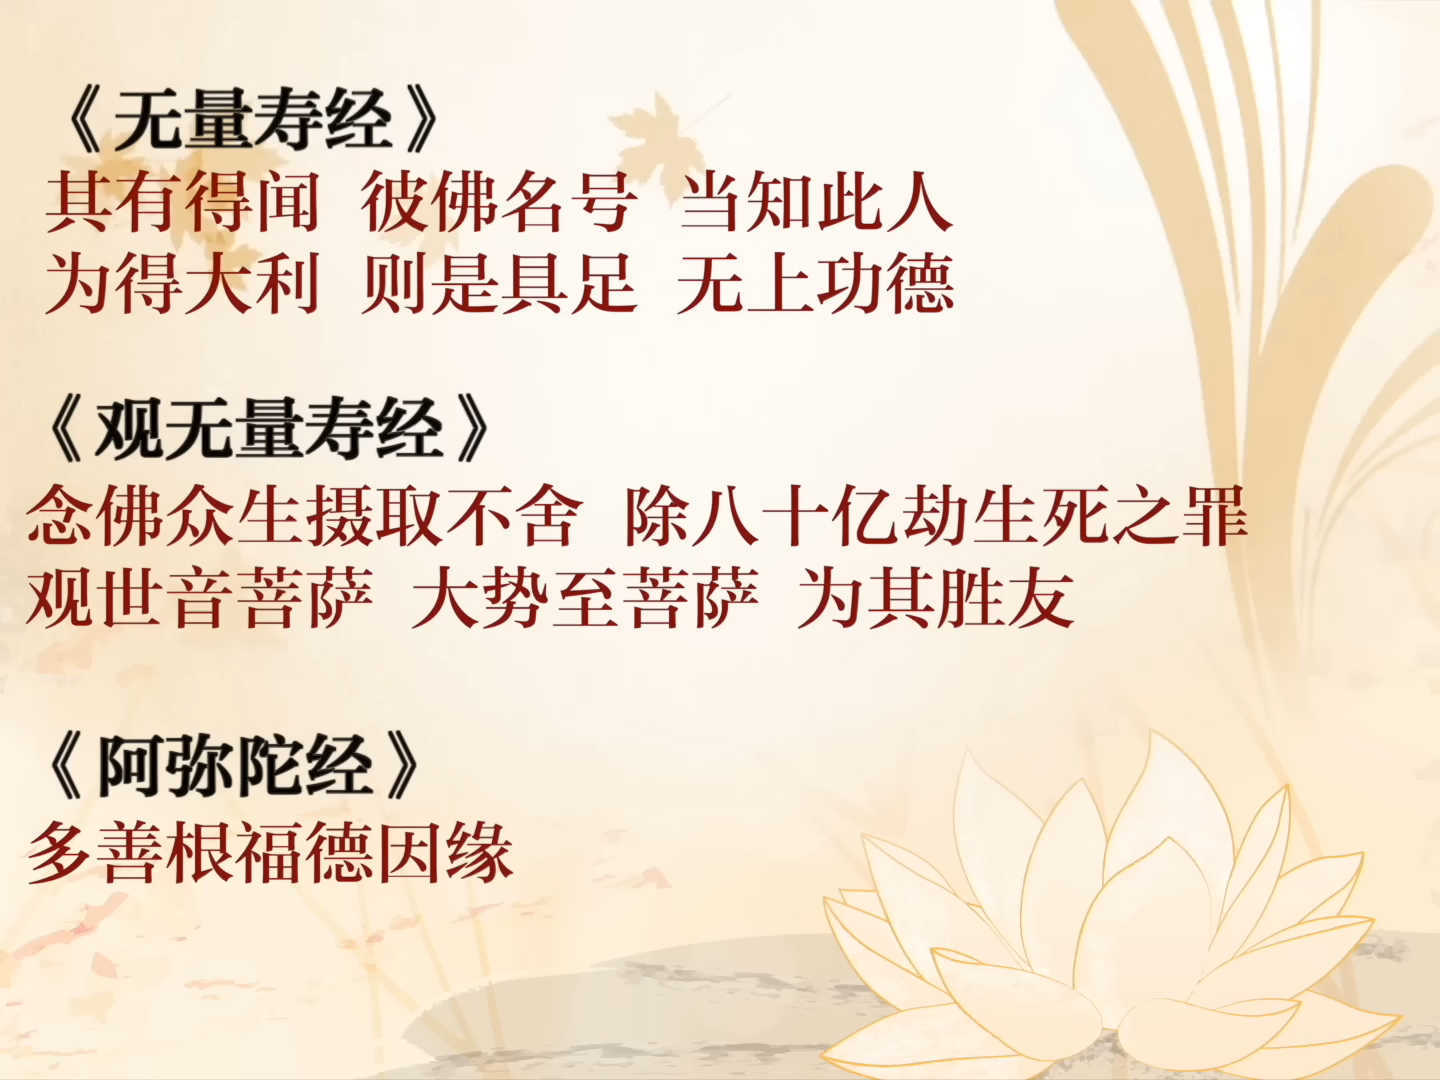 《无量寿经》
其有得闻 彼佛名号 当知此人
为得大利 则是具足 无上功德
《观无量寿经》
念佛众生摄取不舍 除八十亿劫生死之罪
观世音菩萨 大势至菩萨 为其胜友
《阿弥陀经》
多善根福德因缘